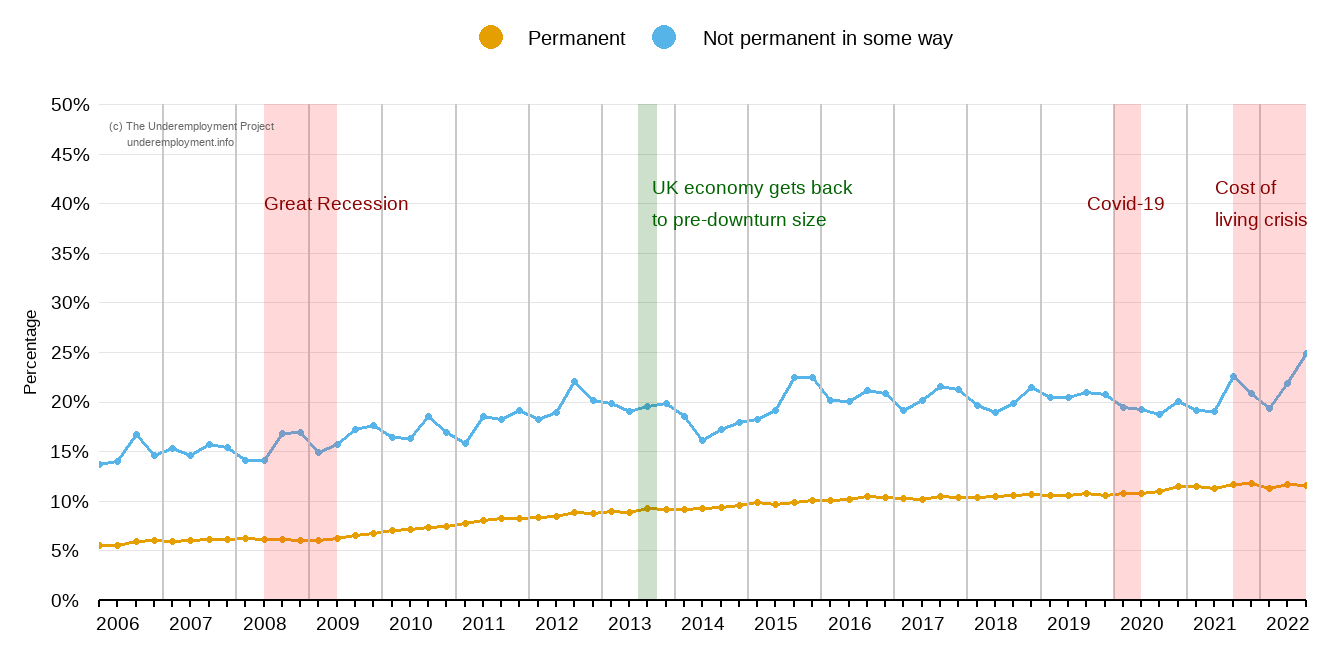 Permanent
Not permanent in some way
50%
(c) The Underemployment Project
underemployment.info
45%
UK economy gets back
Cost of
40%
Great Recession
Covid-19
to pre-downturn size
living crisis
35%
30%
Percentage
25%
20%
15%
10%
5%
0%
2006 2007 2008 2009 2010 2011 2012 2013 2014 2015 2016 2017 2018 2019 2020 2021 2022